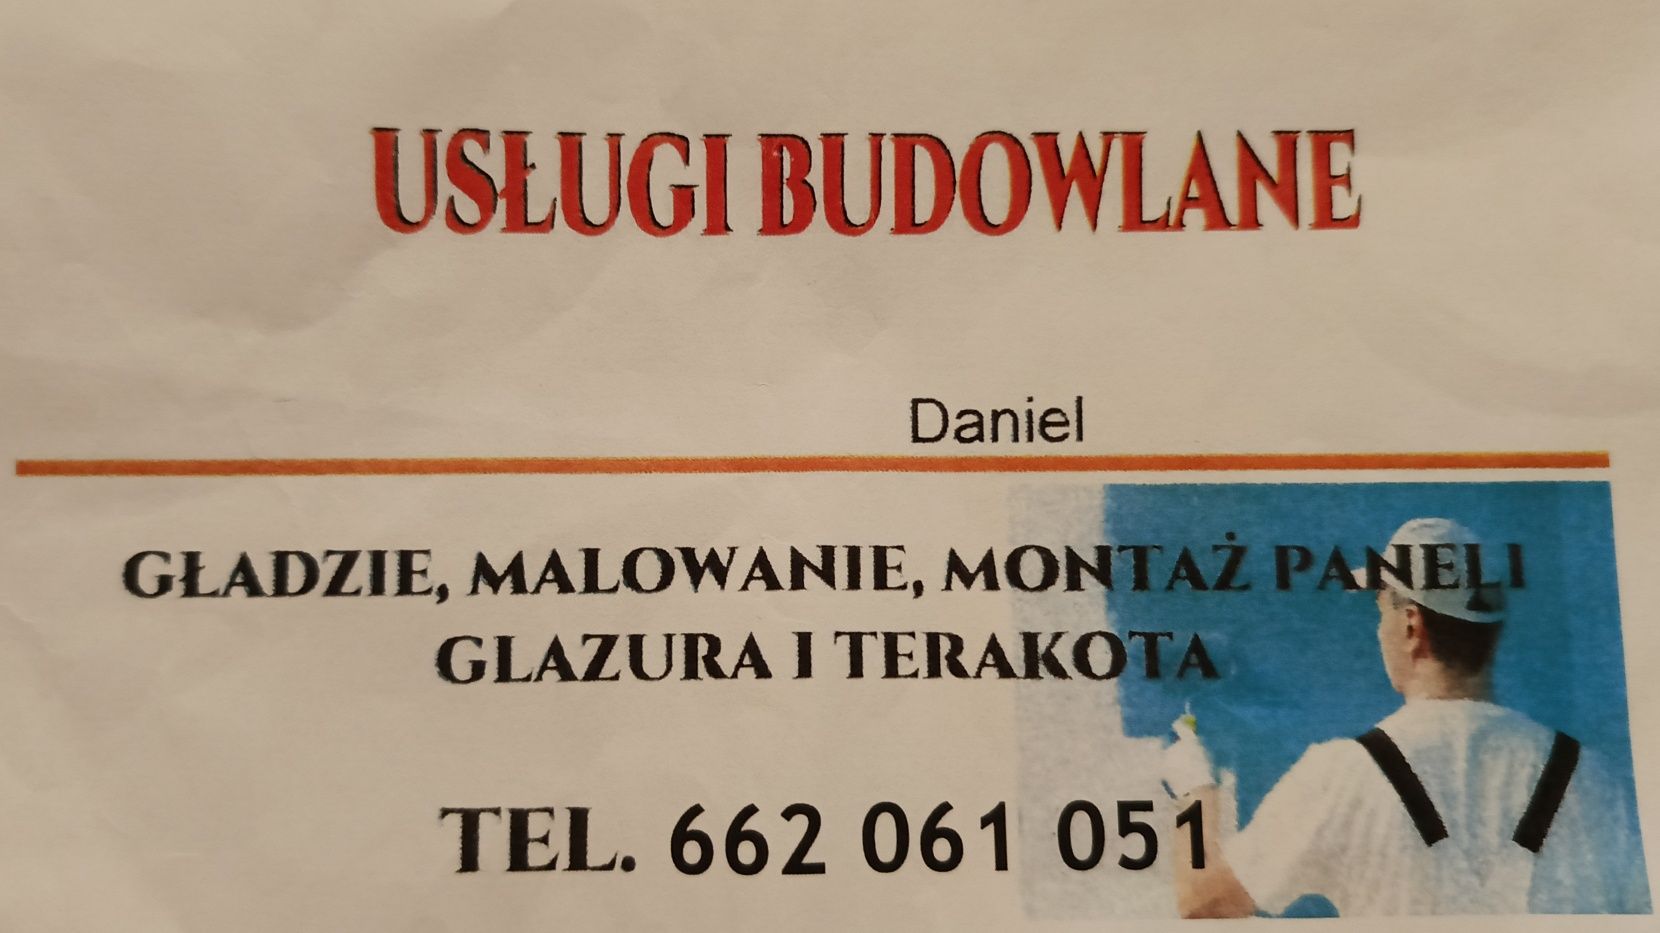 USŁUGI BUDOWLANE
Daniel
GŁADZIE, MALOWANIE, MONTAŻ PANELI
GLAZURA I TERAKOTA
TEL. 662 061 051